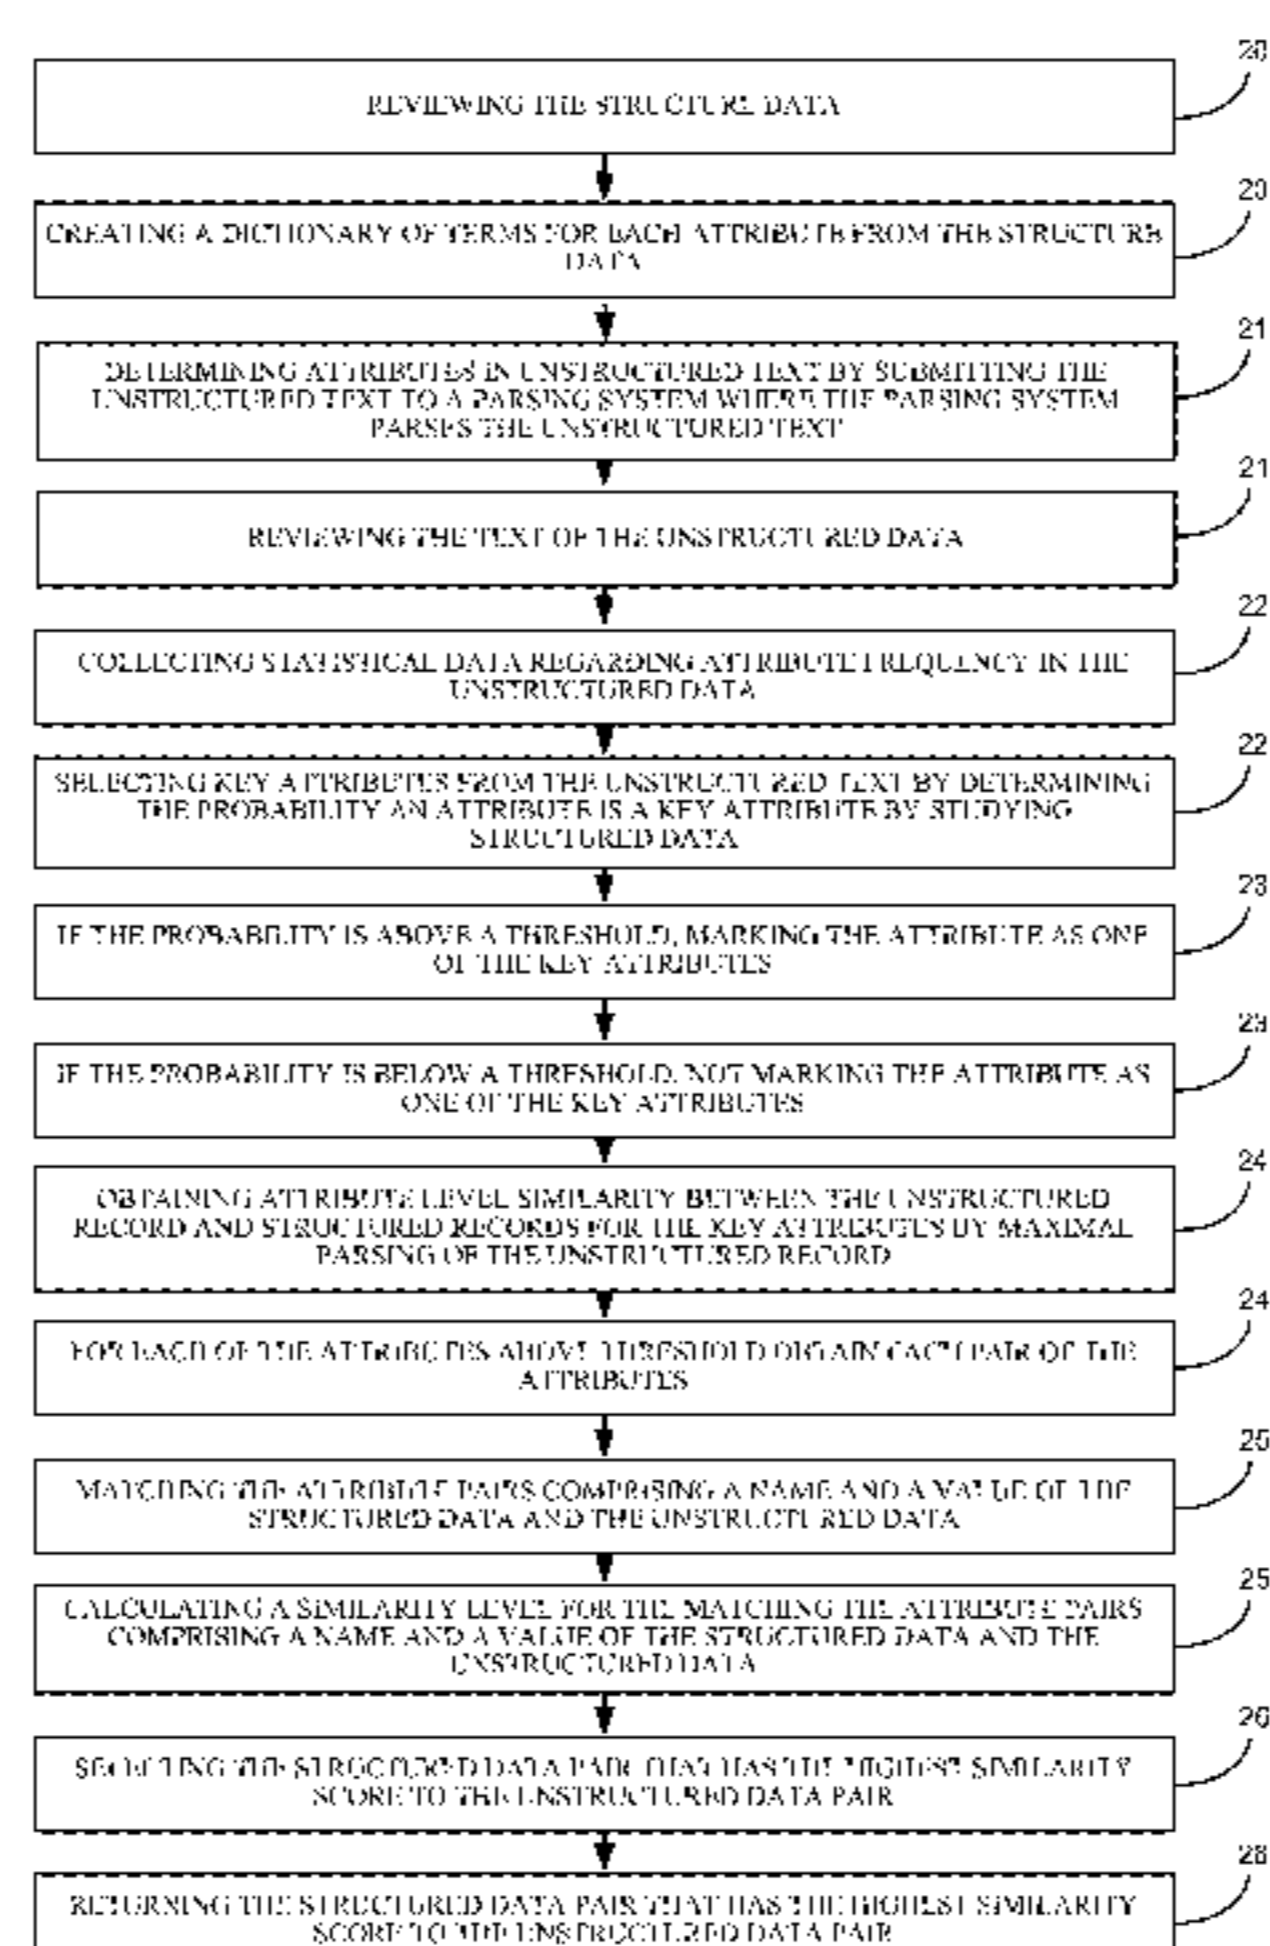 20
REVIEWING THE STRUCTURE DATA
20
CREATING A DICTIONARY OF TERMS FOR EACH ATTRIBUTE FROM THE STRUCTURE
DATA
21
DETERMINING ATTRIBUTES IN UNSTRUCTURED TEXT BY SUBMITTING THE
UNSTRUCTURED TEXT TO A PARSING SYSTEM WHERE THE PARSING SYSTEM
PARSES THE UNSTRUCTURED TEXT
21
REVIEWING THE TEXT OF THE UNSTRUCTURED DATA
22
COLLECTING STATISTICAL DATA REGARDING ATTRIBUTE FREQUENCY IN THE
UNSTRUCTURED DATA
22
SELECTING KEY ATTRIBUTES FROM THE UNSTRUCTURED TEXT BY DETERMINING
THE PROBABILITY AN ATTRIBUTE IS A KEY ATTRIBUTE BY STUDYING
STRUCTURED DATA
23
IF THE PROBABILITY IS ABOVE A THRESHOLD, MARKING THE ATTRIBUTE AS ONE
OF THE KEY ATTRIBUTES
23
IF THE PROBABILITY IS BELOW A THRESHOLD, NOT MARKING THE ATTRIBUTE AS
ONE OF THE KEY ATTRIBUTES
24
OBTAINING ATTRIBUTE LEVEL SIMILARITY BETWEEN THE UNSTRUCTURED
RECORD AND STRUCTURED RECORDS FOR THE KEY ATTRIBUTES BY MAXIMAL
PARSING OF THE UNSTRUCTURED RECORD
24
FOR EACH OF THE ATTRIBUTES ABOVE THRESHOLD OBTAIN EACH PAIR OF THE
ATTRIBUTES
25
MATCHING THE ATTRIBUTE PAIRS COMPRISING A NAME AND A VALUE OF THE
STRUCTURED DATA AND THE UNSTRUCTURED DATA
25
CALCULATING A SIMILARITY LEVEL FOR THE MATCHING THE ATTRIBUTE PAIRS
COMPRISING A NAME AND A VALUE OF THE STRUCTURED DATA AND THE
UNSTRUCTURED DATA
26
SELECTING THE STRUCTURED DATA PAIR THAT HAS THE HIGHEST SIMILARITY
SCORE TO THE UNSTRUCTURED DATA PAIR
26
RETURNING THE STRUCTURED DATA PAIR THAT HAS THE HIGHEST SIMILARITY
SCORE TO THE UNSTRUCTURED DATA PAIR